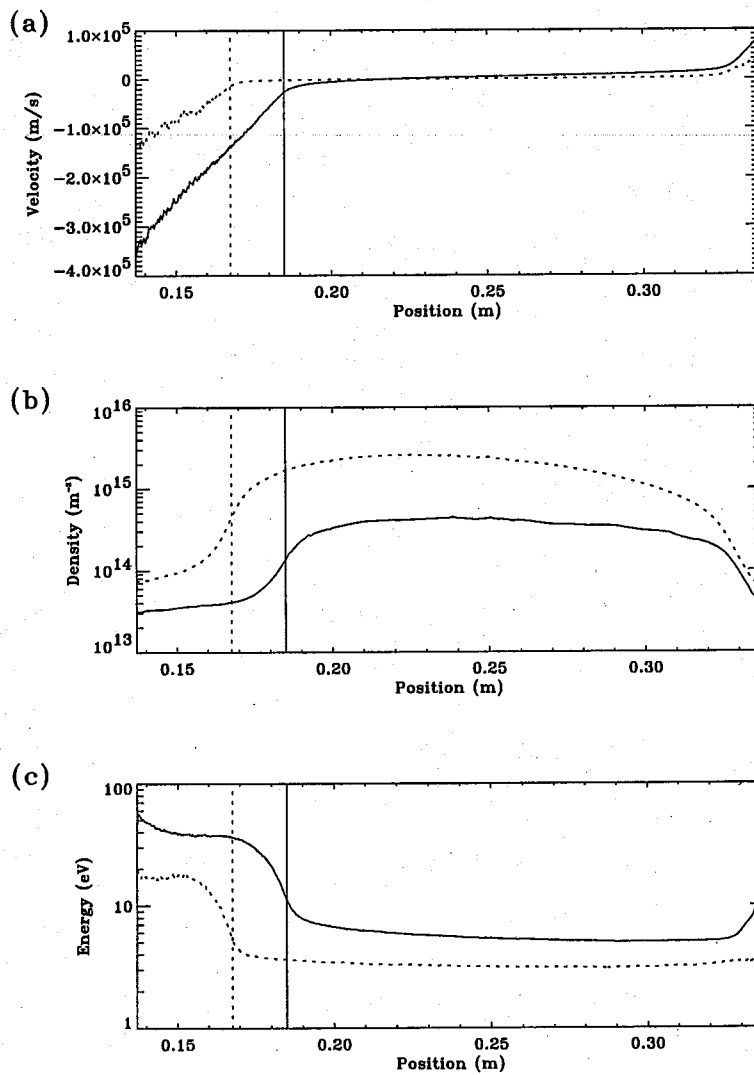 (a)
1.0×10⁵
0
−1.0×10⁵
−2.0×10⁵
−3.0×10⁵
−4.0×10⁵
Velocity (m/s)
0.15 0.20 0.25 0.30
Position (m)
(b)
10¹⁶
10¹⁵
10¹⁴
10¹³
Density (m⁻³)
0.15 0.20 0.25 0.30
Position (m)
(c)
100
10
1
Energy (eV)
0.15 0.20 0.25 0.30
Position (m)